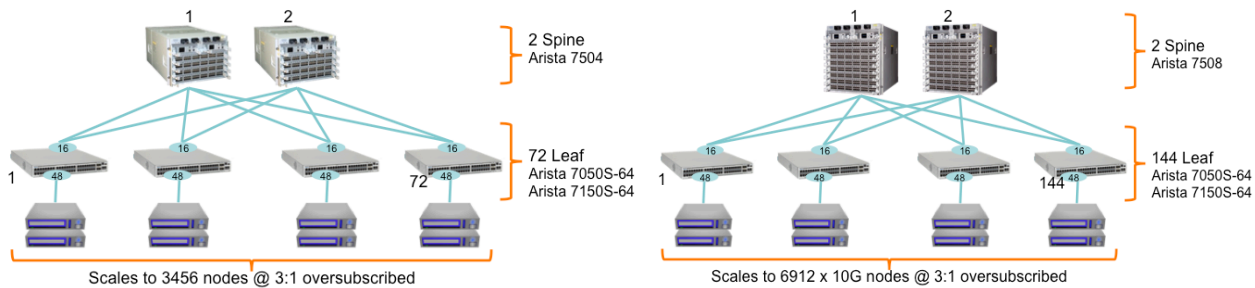 1
2
2 Spine
Arista 7504
16
16
16
16
72 Leaf
Arista 7050S-64
Arista 7150S-64
1
48
48
48
72
48
Scales to 3456 nodes @ 3:1 oversubscribed
1
2
2 Spine
Arista 7508
16
16
16
16
144 Leaf
Arista 7050S-64
Arista 7150S-64
1
48
48
48
144
48
Scales to 6912 x 10G nodes @ 3:1 oversubscribed